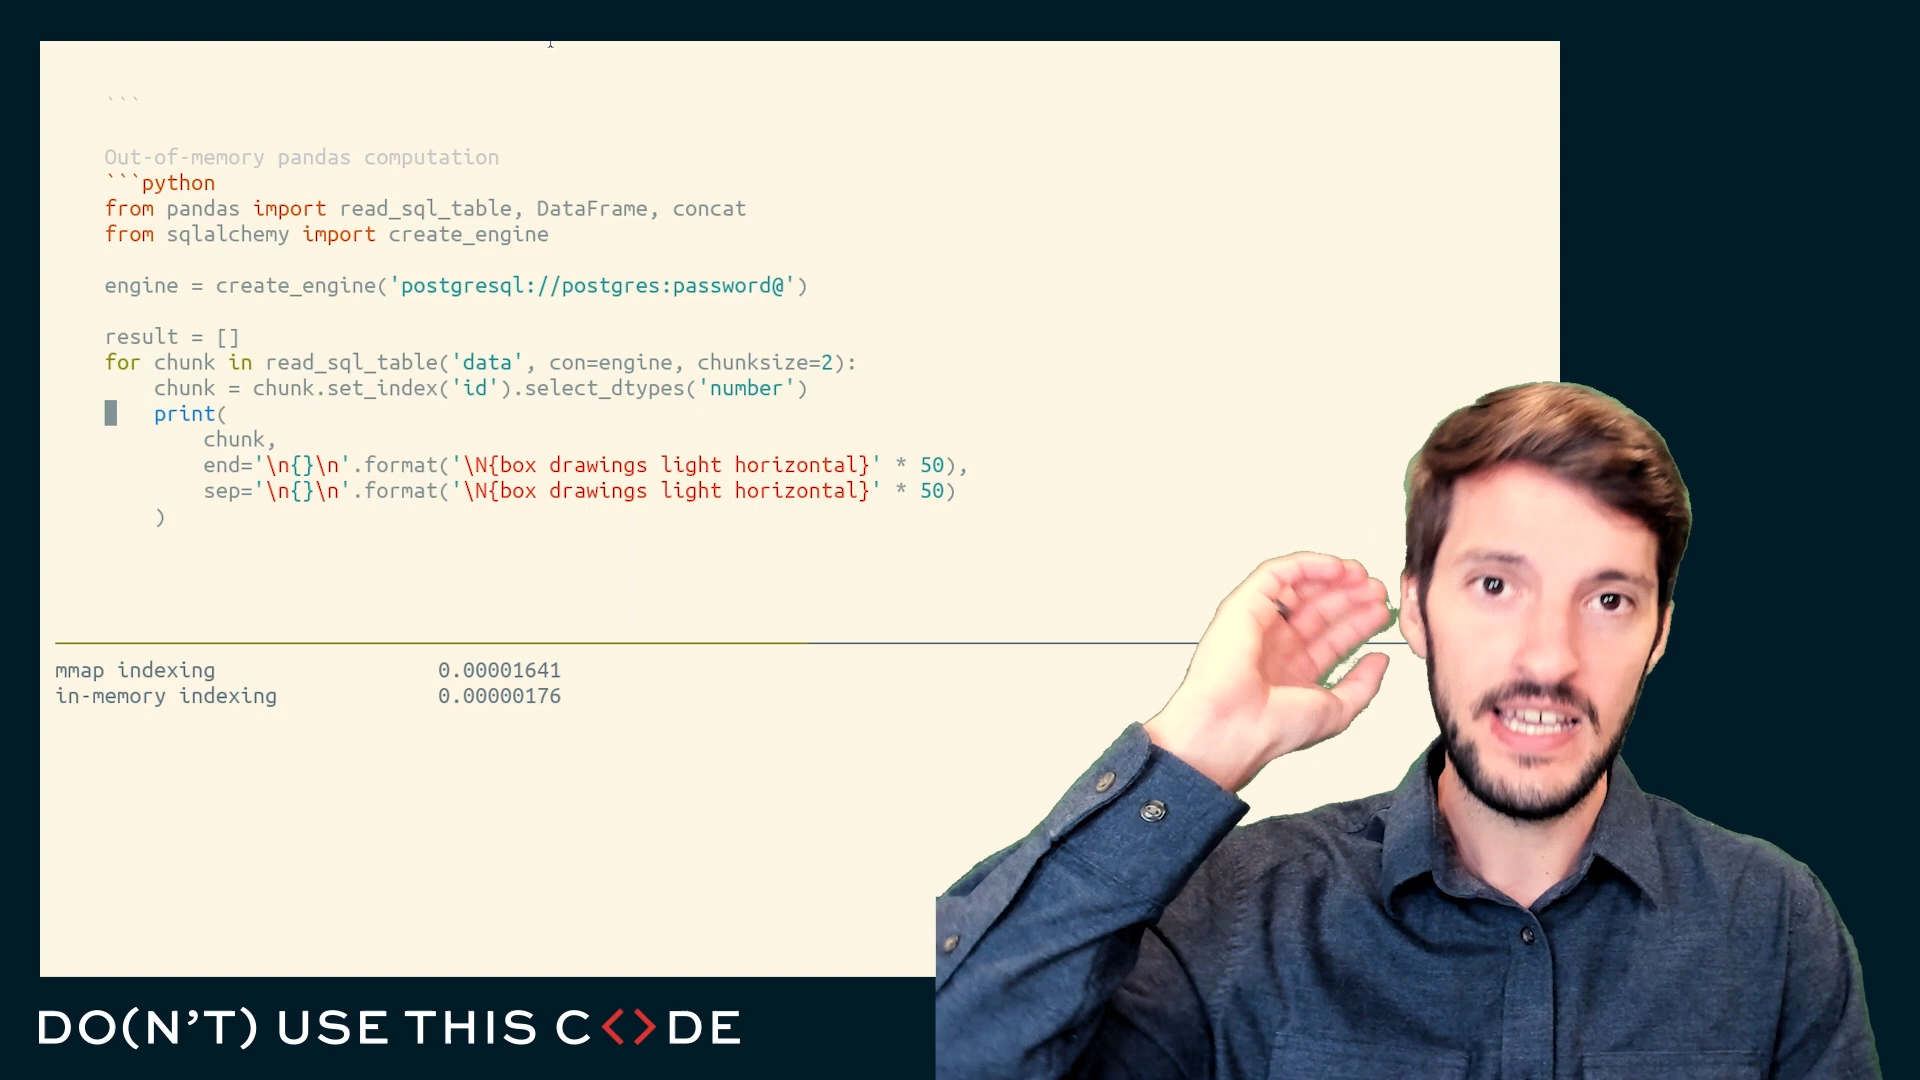 ```
Out-of-memory pandas computation
```python
from pandas import read_sql_table, DataFrame, concat
from sqlalchemy import create_engine
engine = create_engine('postgresql://postgres:password@')
result = []
for chunk in read_sql_table('data', con=engine, chunksize=2):
    chunk = chunk.set_index('id').select_dtypes('number')
    print(
        chunk,
        end='\n{}\n'.format('\N{box drawings light horizontal}' * 50),
        sep='\n{}\n'.format('\N{box drawings light horizontal}' * 50)
    )
mmap indexing 0.00001641
in-memory indexing 0.00000176
DO(N'T) USE THIS C<>DE